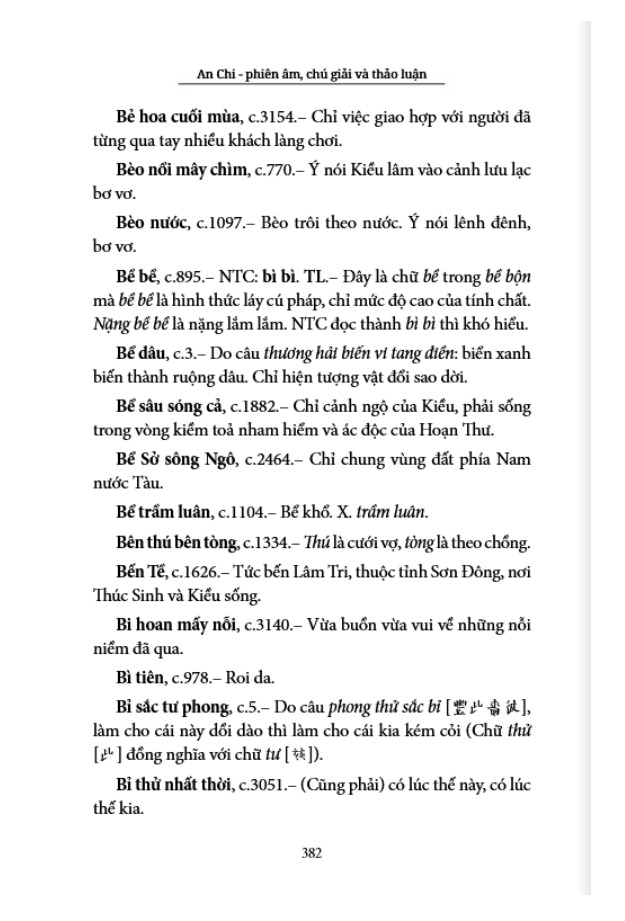 An Chi - phiên âm, chú giải và thảo luận
Bẻ hoa cuối mùa, c.3154.– Chỉ việc giao hợp với người đã
từng qua tay nhiều khách làng chơi.
Bèo nổi mây chìm, c.770.– Ý nói Kiều lâm vào cảnh lưu lạc
bơ vơ.
Bèo nước, c.1097.– Bèo trôi theo nước. Ý nói lênh đênh,
bơ vơ.
Bề bề, c.895.– NTC: bì bì. TL.– Đây là chữ bề trong bề bộn
mà bề bề là hình thức láy cú pháp, chỉ mức độ cao của tính chất.
Nặng bề bề là nặng lắm lắm. NTC đọc thành bì bì thì khó hiểu.
Bể dâu, c.3.– Do câu thương hải biến vi tang điền: biển xanh
biến thành ruộng dâu. Chỉ hiện tượng vật đổi sao dời.
Bể sâu sóng cả, c.1882.– Chỉ cảnh ngộ của Kiều, phải sống
trong vòng kiềm toả nham hiểm và ác độc của Hoạn Thư.
Bể Sở sông Ngô, c.2464.– Chỉ chung vùng đất phía Nam
nước Tàu.
Bể trầm luân, c.1104.– Bể khổ. X. trầm luân.
Bên thú bên tòng, c.1334.– Thú là cưới vợ, tòng là theo chồng.
Bến Tề, c.1626.– Tức bến Lâm Tri, thuộc tỉnh Sơn Đông, nơi
Thúc Sinh và Kiều sống.
Bi hoan mấy nỗi, c.3140.– Vừa buồn vừa vui về những nỗi
niềm đã qua.
Bì tiên, c.978.– Roi da.
Bỉ sắc tư phong, c.5.– Do câu phong thử sắc bỉ [豐此嗇彼],
làm cho cái này dồi dào thì làm cho cái kia kém cỏi (Chữ thử
[此] đồng nghĩa với chữ tư [ ]).
Bỉ thử nhất thời, c.3051.– (Cũng phải) có lúc thế này, có lúc
thế kia.
382